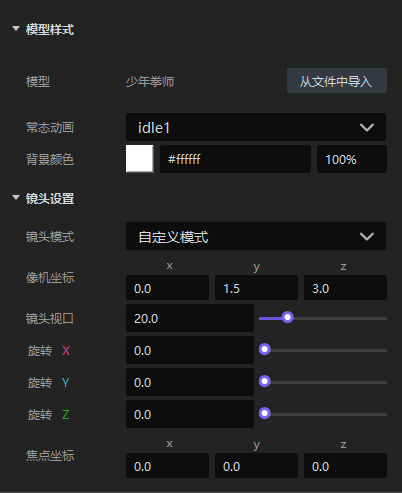 模型样式
模型 少年拳师 从文件中导入
常态动画 idle1
背景颜色 #ffffff 100%
镜头设置
镜头模式 自定义模式
x y z
像机坐标 0.0 1.5 3.0
镜头视口 20.0
旋转 X 0.0
旋转 Y 0.0
旋转 Z 0.0
x y z
焦点坐标 0.0 0.0 0.0